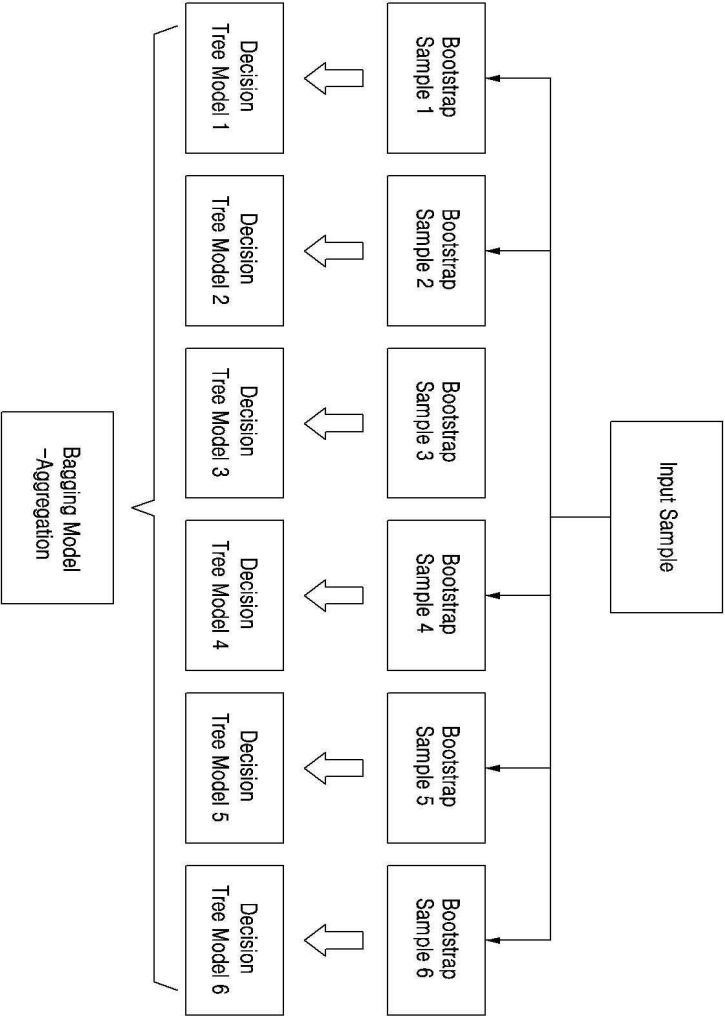 Input Sample
Bootstrap
Sample 1
Bootstrap
Sample 2
Bootstrap
Sample 3
Bootstrap
Sample 4
Bootstrap
Sample 5
Bootstrap
Sample 6
Decision
Tree Model 1
Decision
Tree Model 2
Decision
Tree Model 3
Decision
Tree Model 4
Decision
Tree Model 5
Decision
Tree Model 6
Bagging Model
-Aggregation